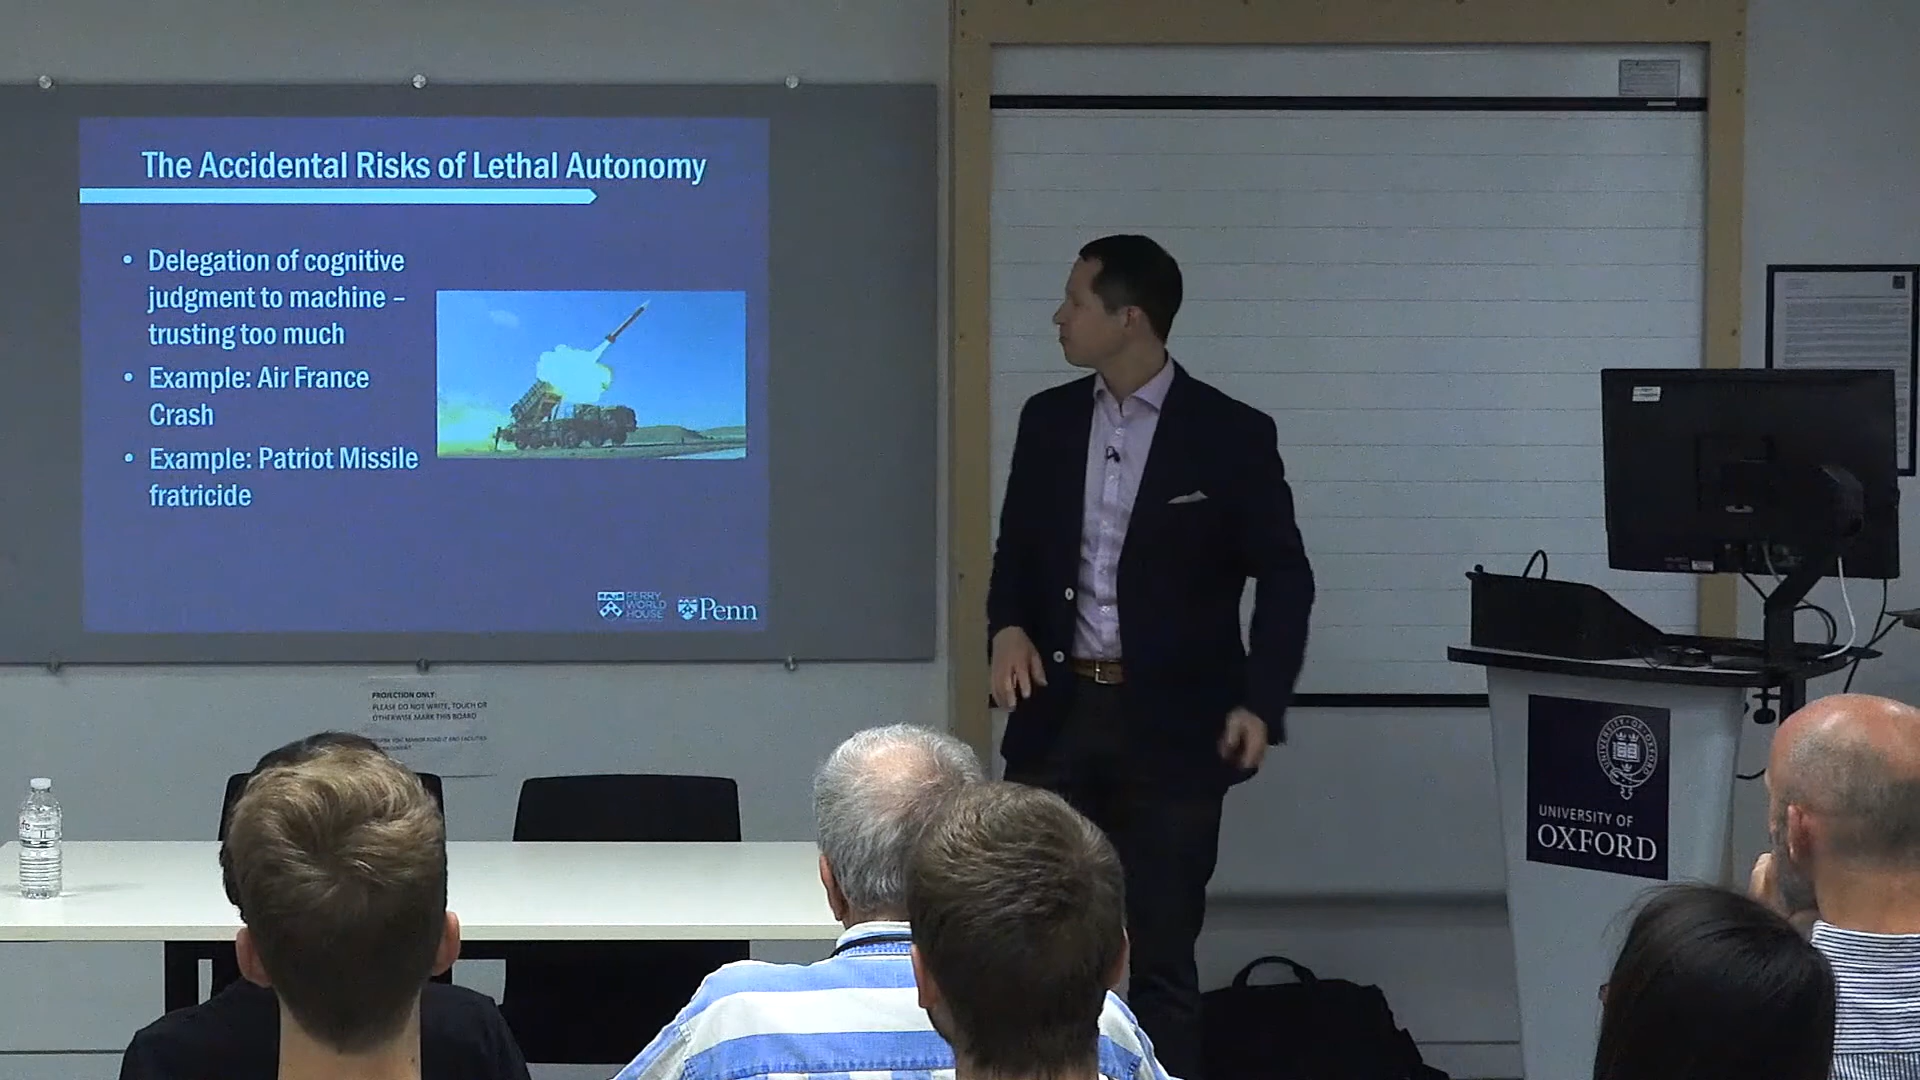 The Accidental Risks of Lethal Autonomy
• Delegation of cognitive
judgment to machine –
trusting too much
• Example: Air France
Crash
• Example: Patriot Missile
fratricide
PERRY
WORLD
HOUSE
Penn
PROJECTION ONLY
PLEASE DO NOT WRITE, TOUCH OR
OTHERWISE MARK THIS BOARD
UNIVERSITY OF
OXFORD